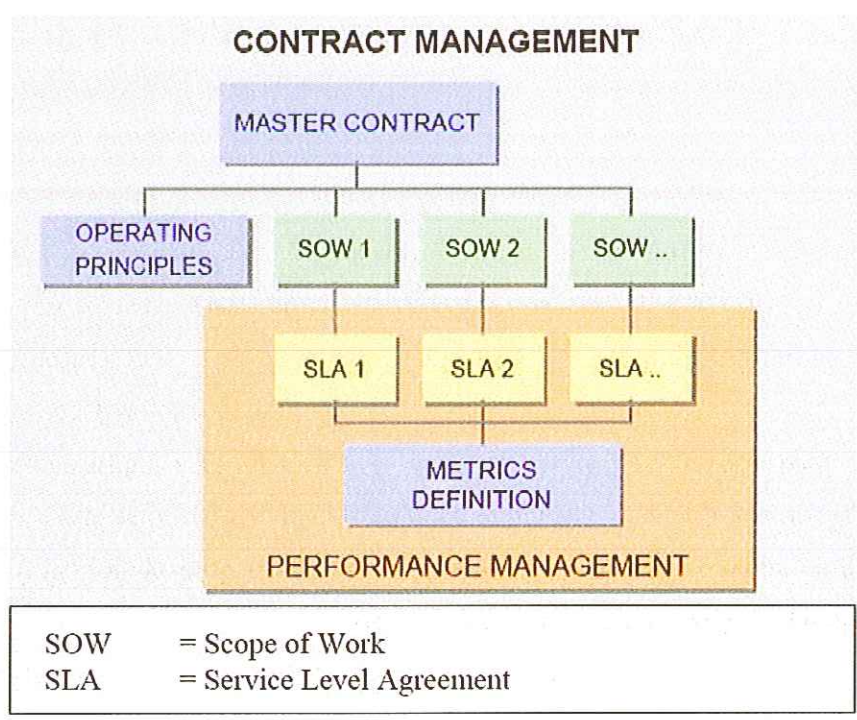 CONTRACT MANAGEMENT
MASTER CONTRACT
OPERATING
PRINCIPLES
SOW 1
SOW 2
SOW ..
SLA 1
SLA 2
SLA ..
METRICS
DEFINITION
PERFORMANCE MANAGEMENT
SOW = Scope of Work
SLA = Service Level Agreement